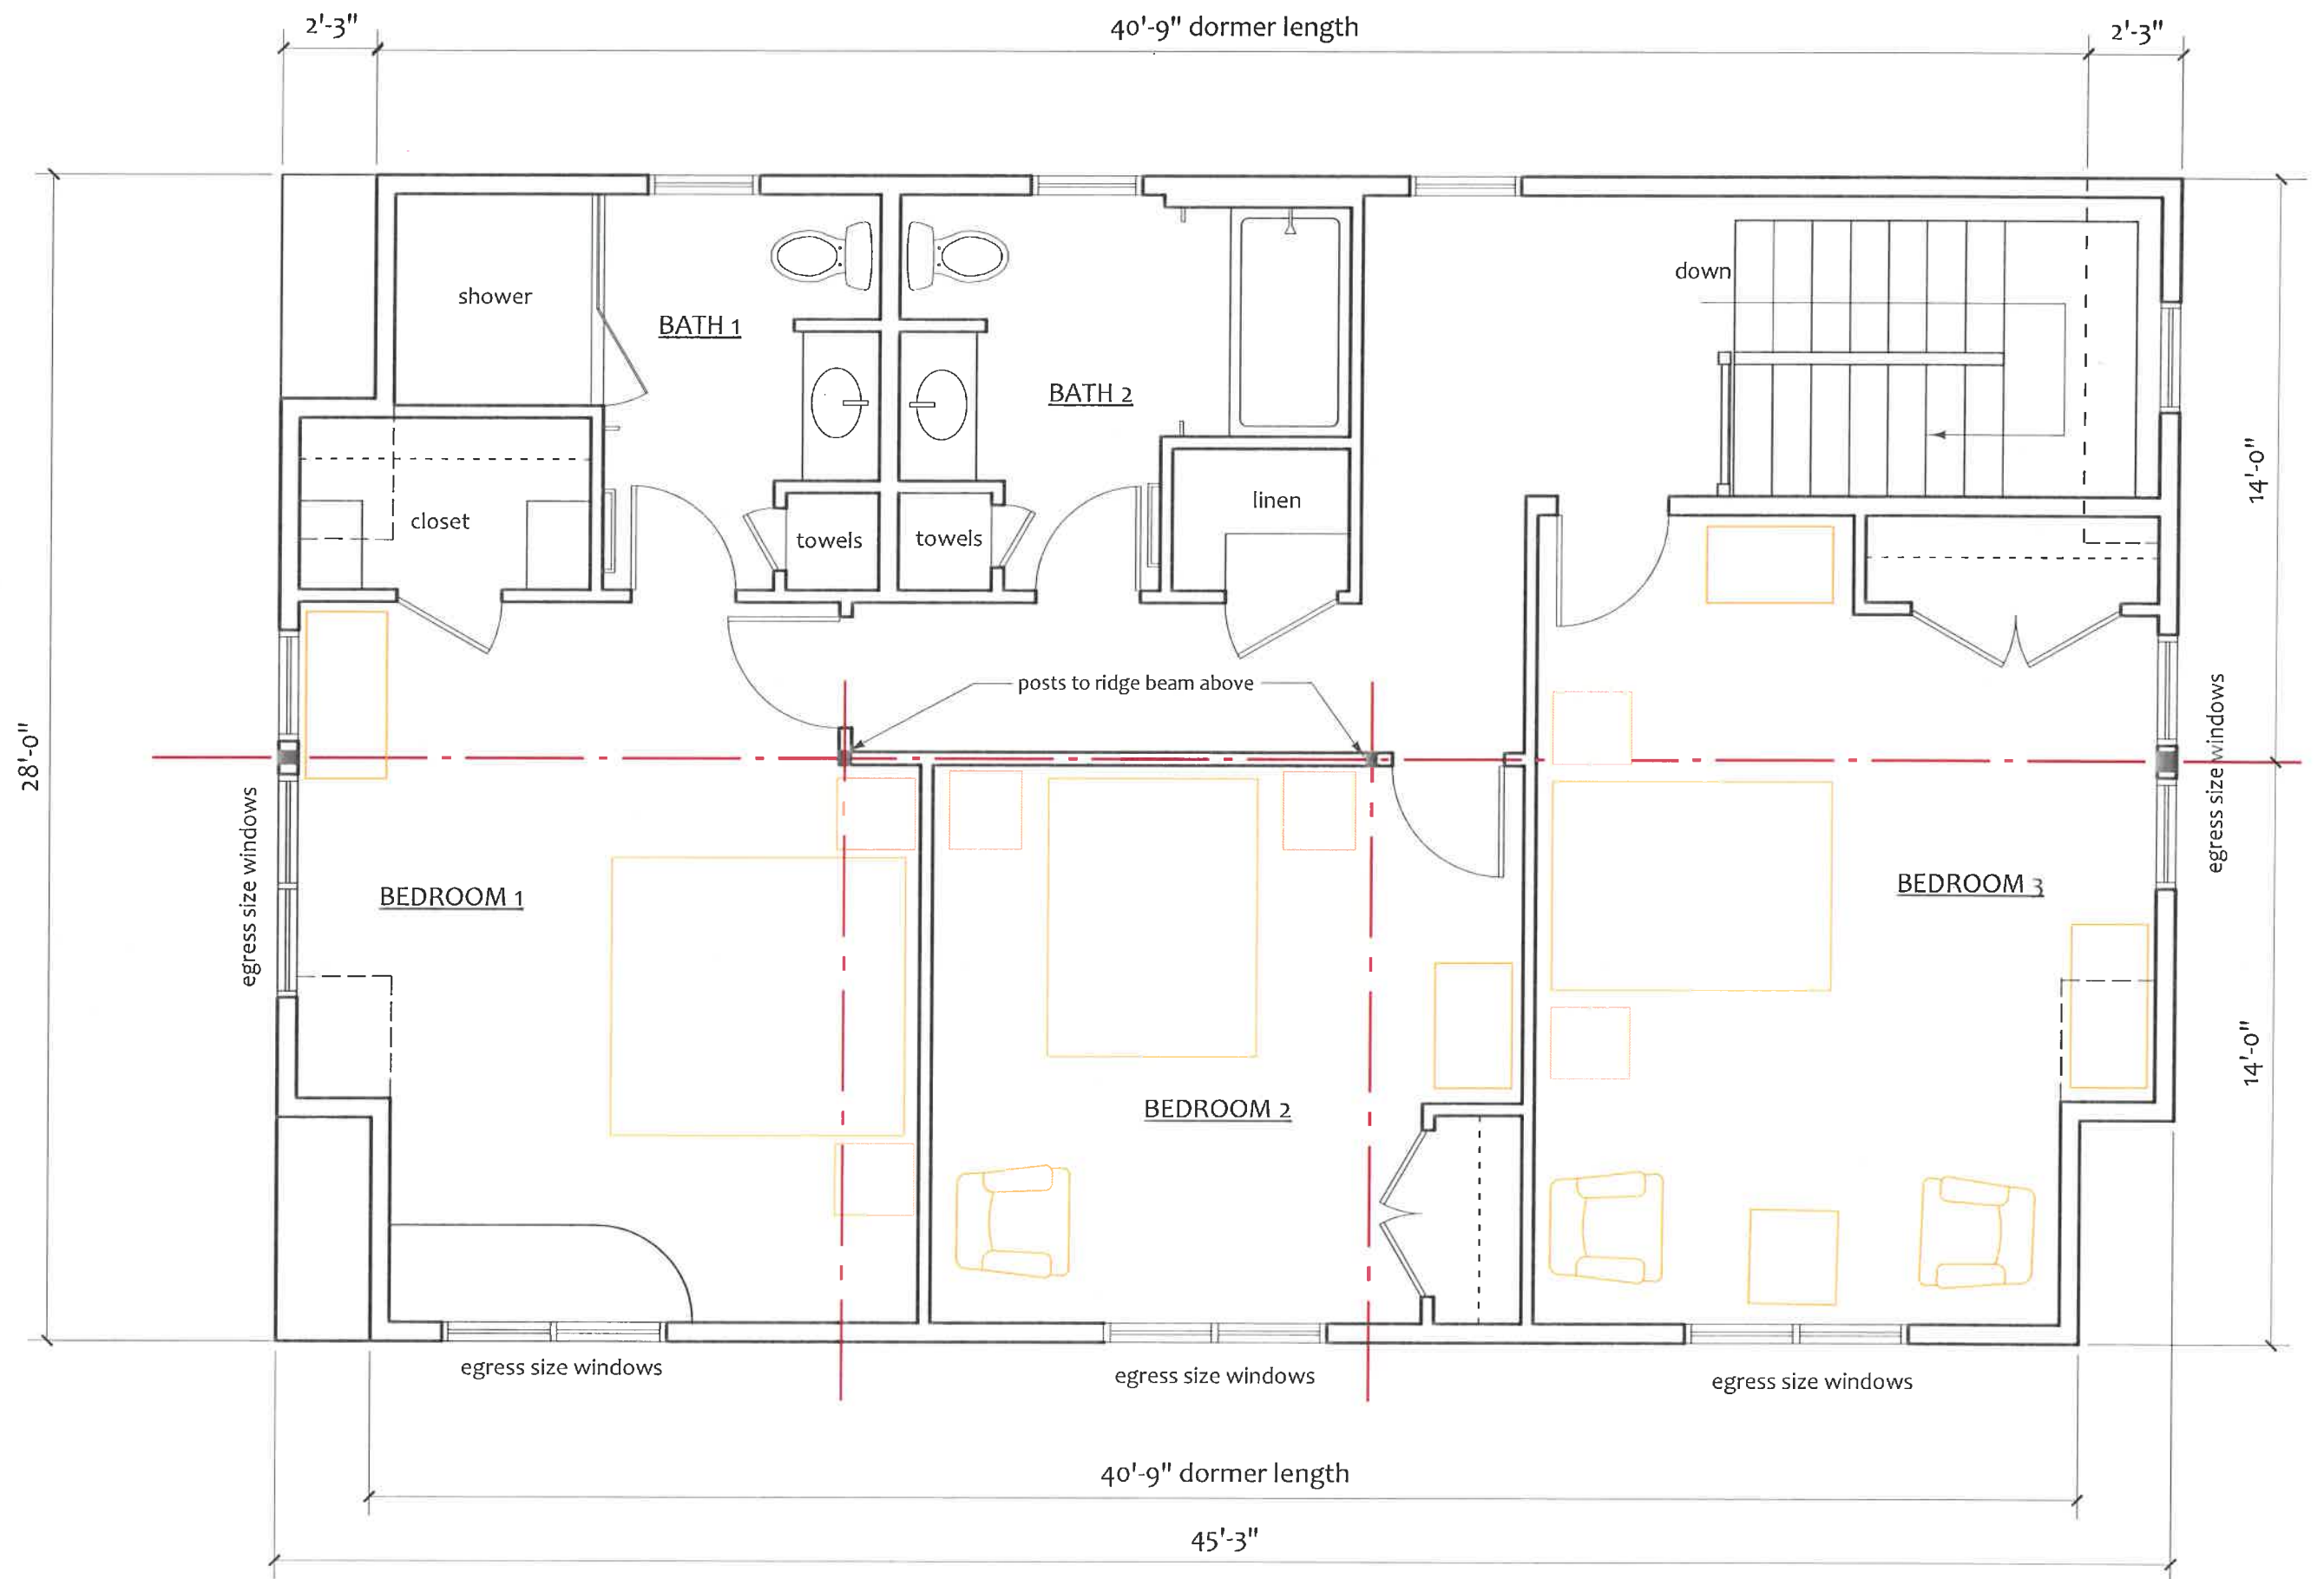 2'-3"
40'-9" dormer length
2'-3"
down
shower
BATH 1
BATH 2
14'-0"
linen
closet
towels
towels
posts to ridge beam above
28'-0"
egress size windows
egress size windows
BEDROOM 1
BEDROOM 3
14'-0"
BEDROOM 2
egress size windows
egress size windows
egress size windows
40'-9" dormer length
45'-3"